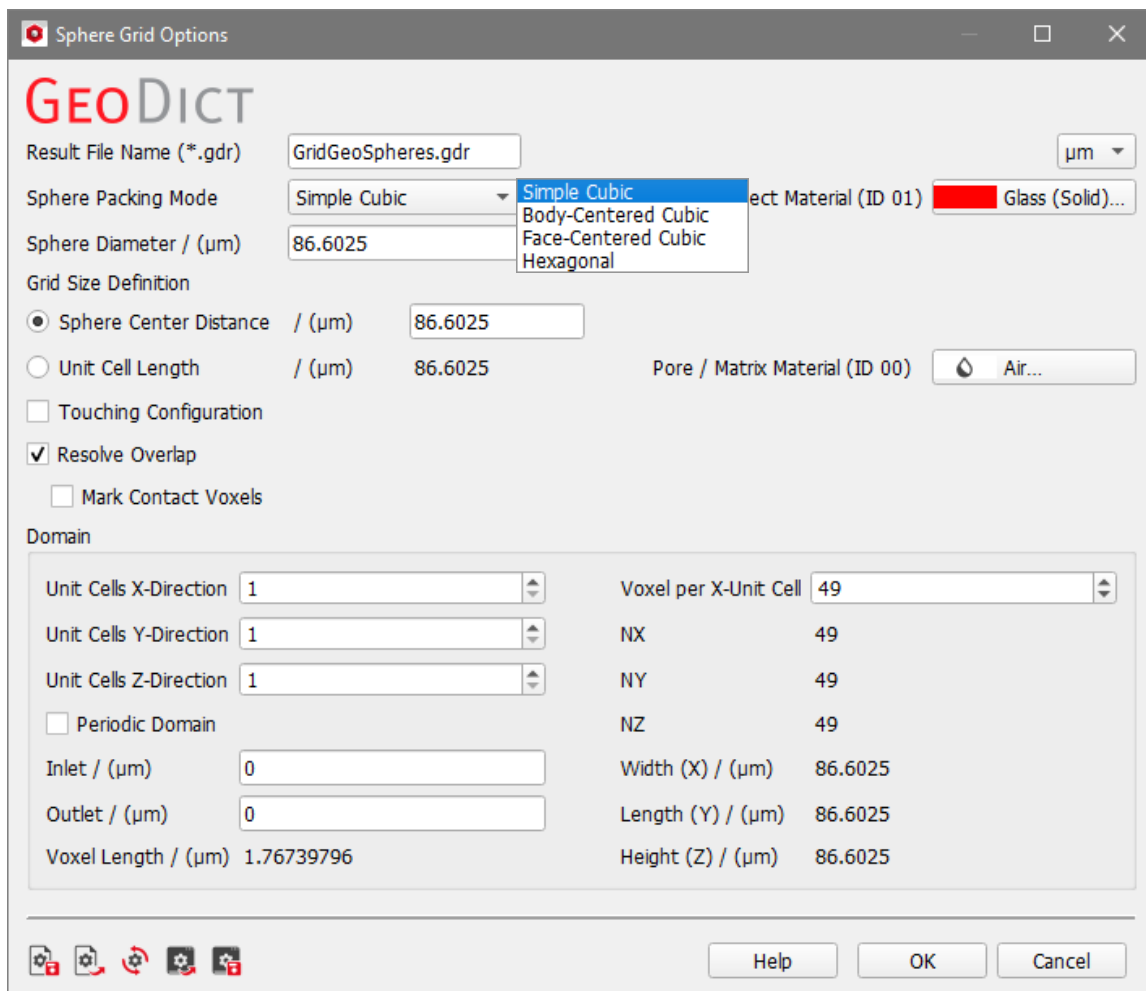 Sphere Grid Options
GEODICT
Result File Name (*.gdr) GridGeoSpheres.gdr µm
Sphere Packing Mode Simple Cubic Simple Cubic ect Material (ID 01) Glass (Solid)...
Body-Centered Cubic
Face-Centered Cubic
Hexagonal
Sphere Diameter / (µm) 86.6025
Grid Size Definition
Sphere Center Distance / (µm) 86.6025
Unit Cell Length / (µm) 86.6025 Pore / Matrix Material (ID 00) Air...
Touching Configuration
Resolve Overlap
Mark Contact Voxels
Domain
Unit Cells X-Direction 1 Voxel per X-Unit Cell 49
Unit Cells Y-Direction 1 NX 49
Unit Cells Z-Direction 1 NY 49
Periodic Domain NZ 49
Inlet / (µm) 0 Width (X) / (µm) 86.6025
Outlet / (µm) 0 Length (Y) / (µm) 86.6025
Voxel Length / (µm) 1.76739796 Height (Z) / (µm) 86.6025
Help OK Cancel